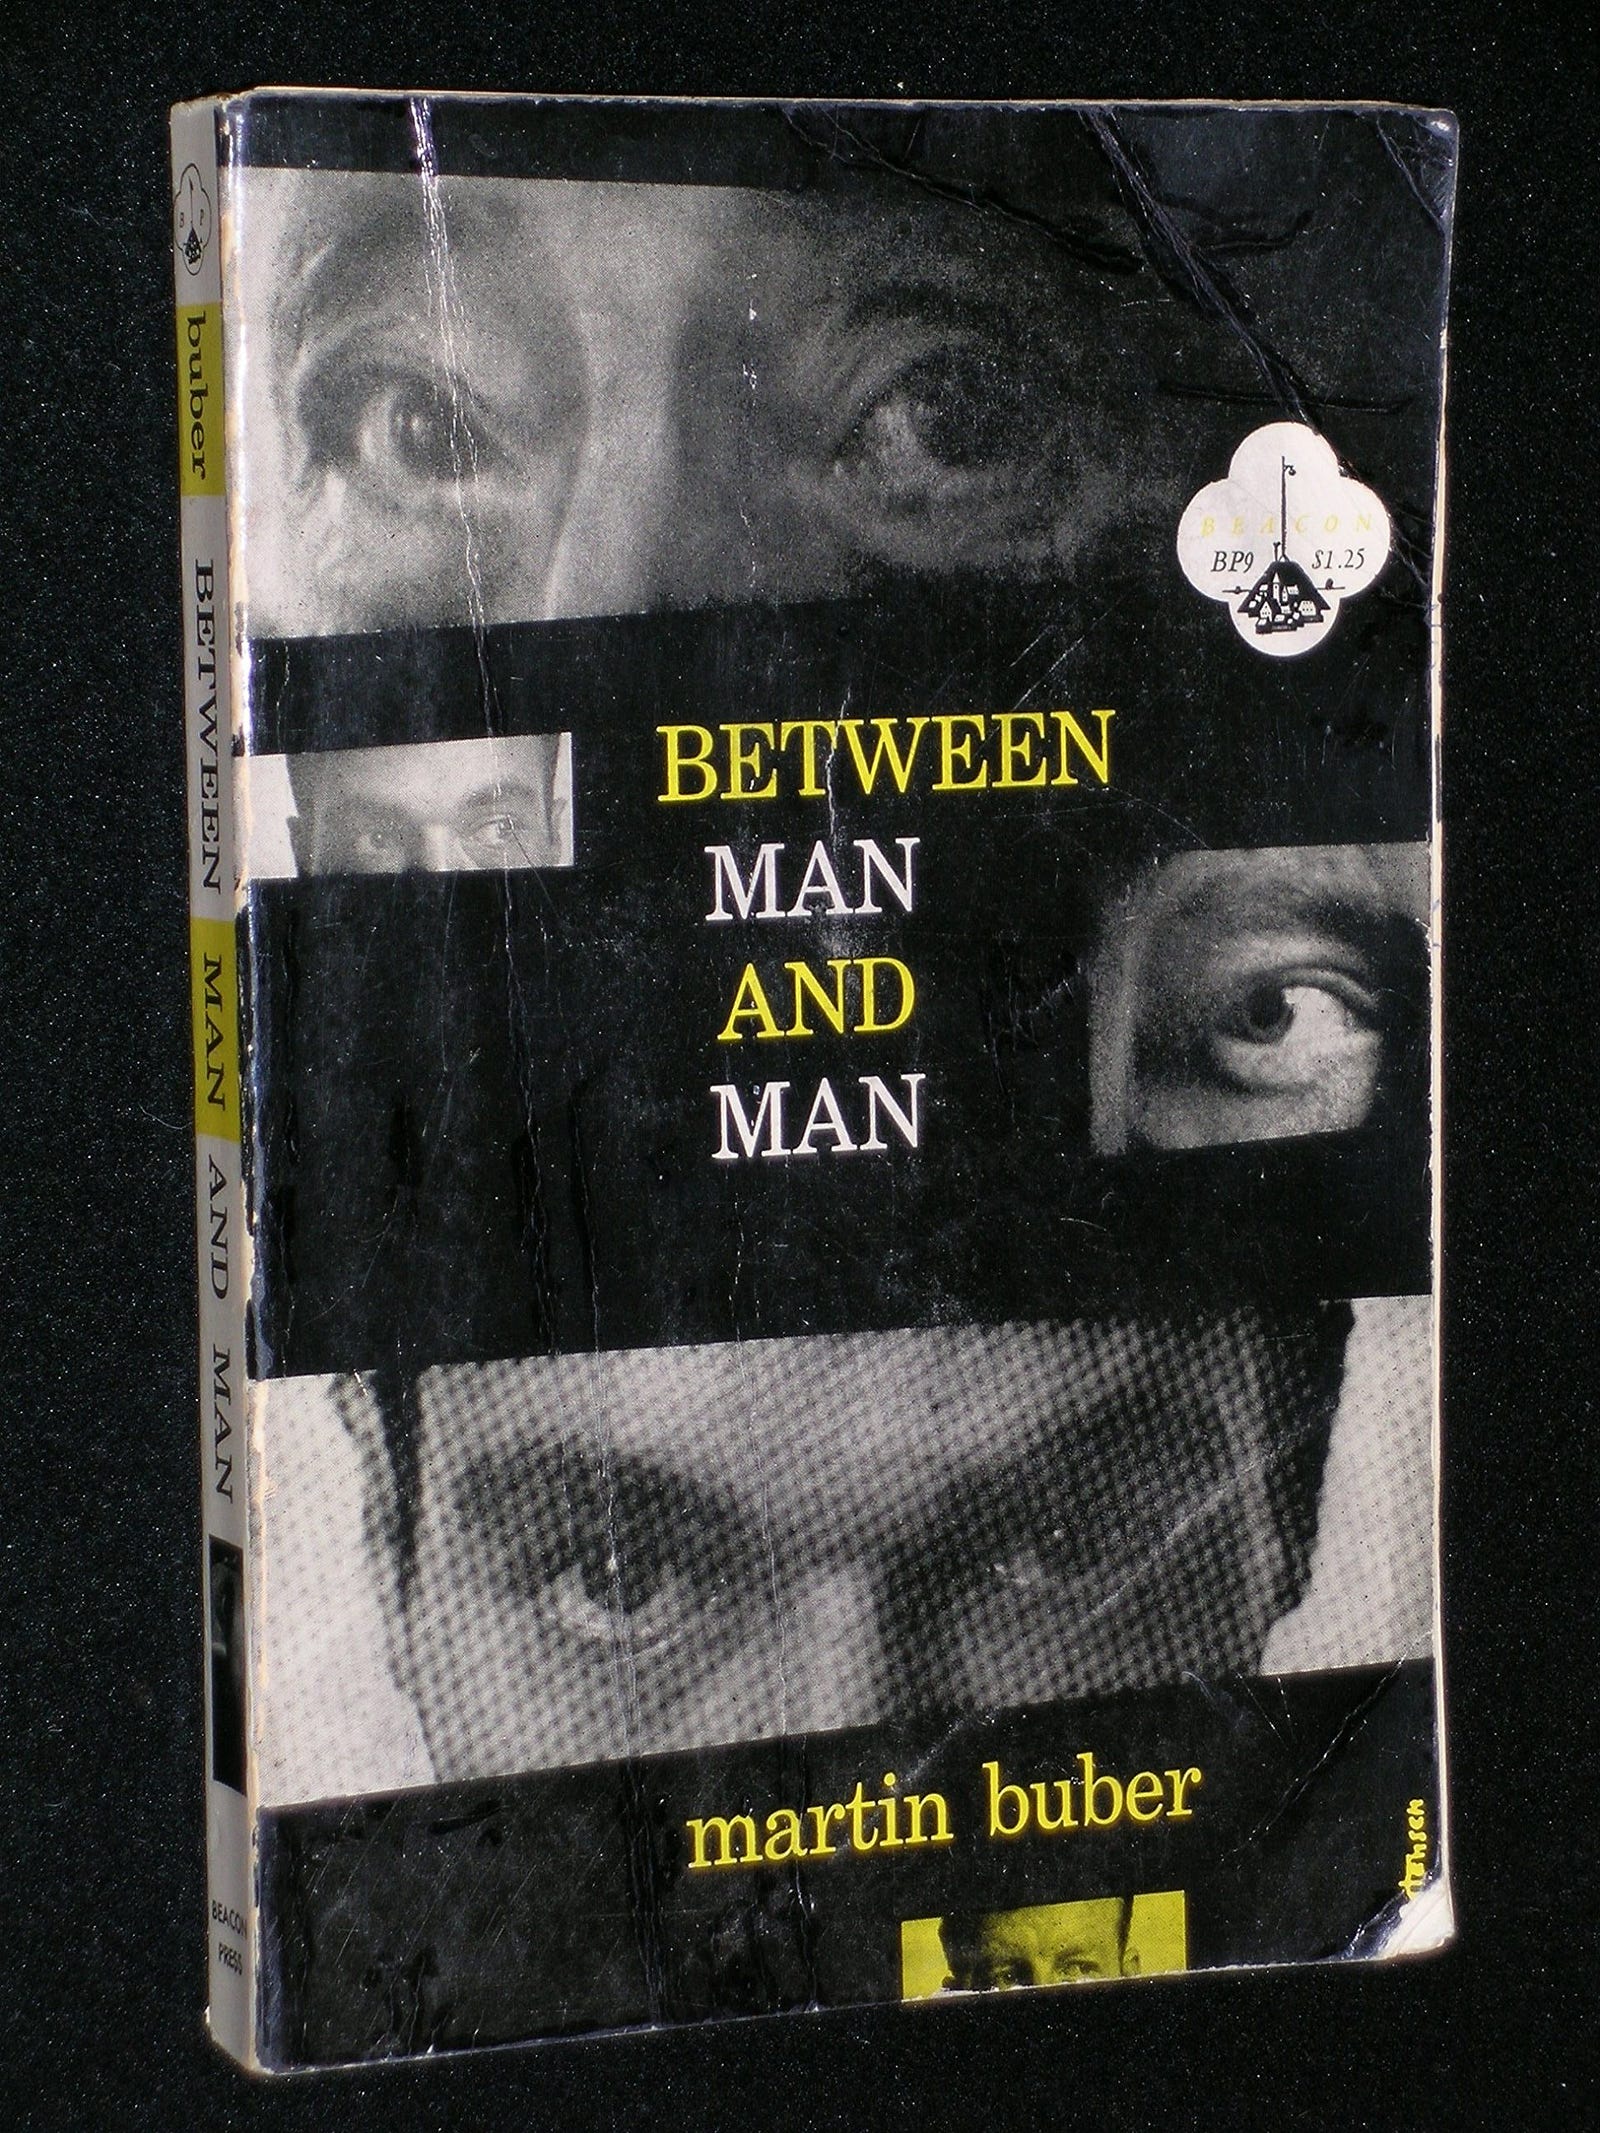 B P
buber
BETWEEN MAN AND MAN
BEACON
PRESS
BEACON
BP9 $1.25
BETWEEN
MAN
AND
MAN
martin buber